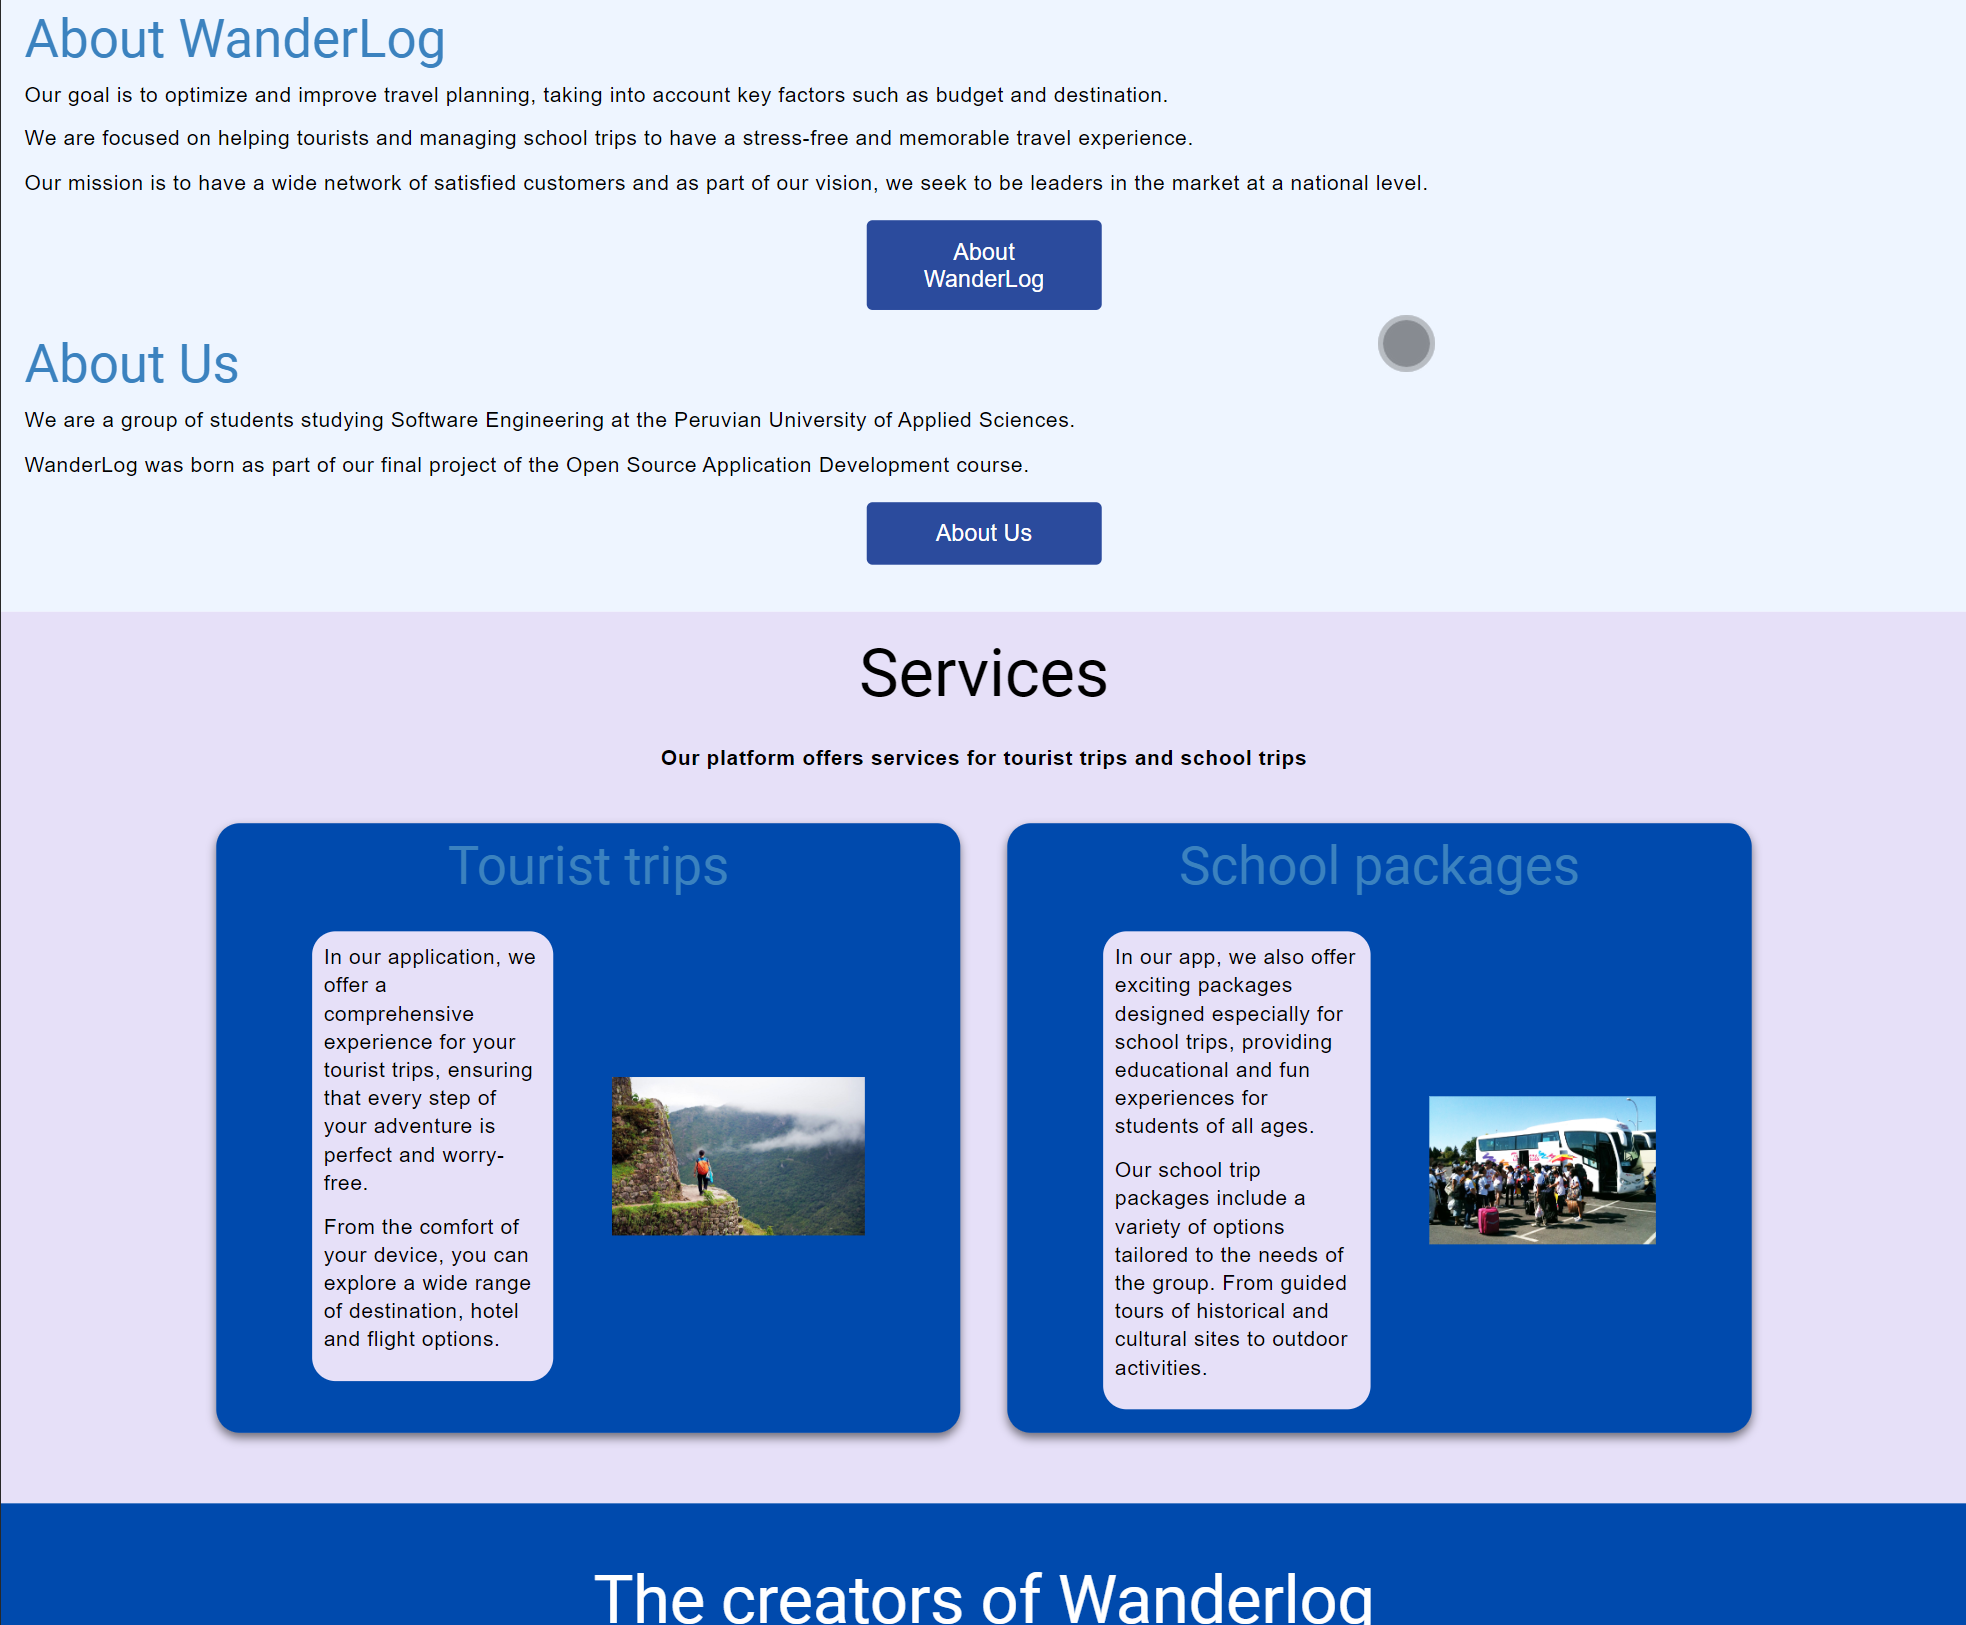 About WanderLog
Our goal is to optimize and improve travel planning, taking into account key factors such as budget and destination.
We are focused on helping tourists and managing school trips to have a stress-free and memorable travel experience.
Our mission is to have a wide network of satisfied customers and as part of our vision, we seek to be leaders in the market at a national level.
About
WanderLog
About Us
We are a group of students studying Software Engineering at the Peruvian University of Applied Sciences.
WanderLog was born as part of our final project of the Open Source Application Development course.
About Us
Services
Our platform offers services for tourist trips and school trips
Tourist trips
In our application, we
offer a
comprehensive
experience for your
tourist trips, ensuring
that every step of
your adventure is
perfect and worry-
free.
From the comfort of
your device, you can
explore a wide range
of destination, hotel
and flight options.
School packages
In our app, we also offer
exciting packages
designed especially for
school trips, providing
educational and fun
experiences for
students of all ages.
Our school trip
packages include a
variety of options
tailored to the needs of
the group. From guided
tours of historical and
cultural sites to outdoor
activities.
The creators of Wanderlog